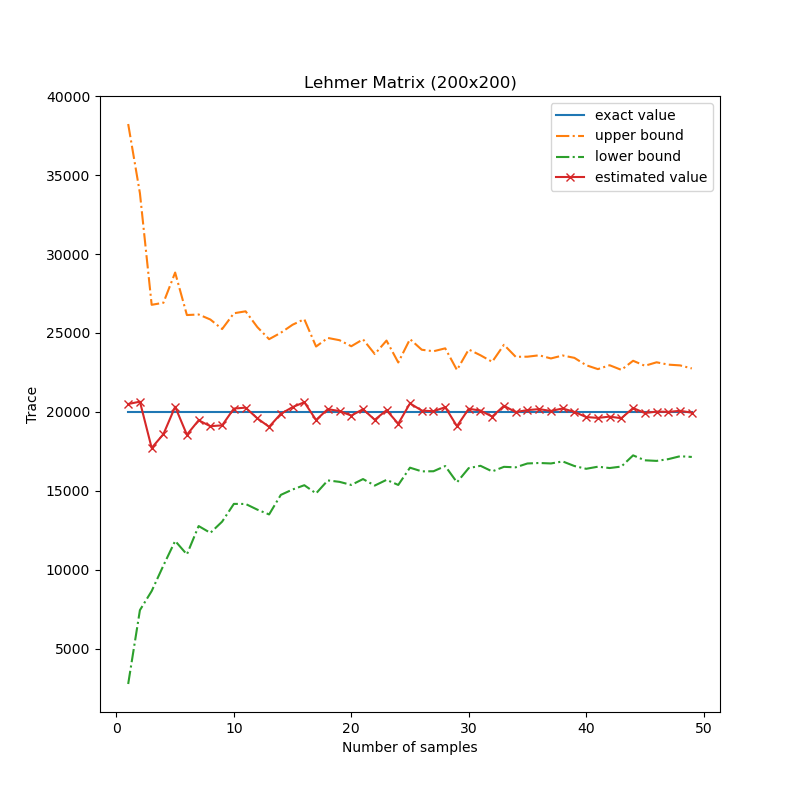 Lehmer Matrix (200x200)
exact value
upper bound
lower bound
estimated value
Trace
40000
35000
30000
25000
20000
15000
10000
5000
0 10 20 30 40 50
Number of samples